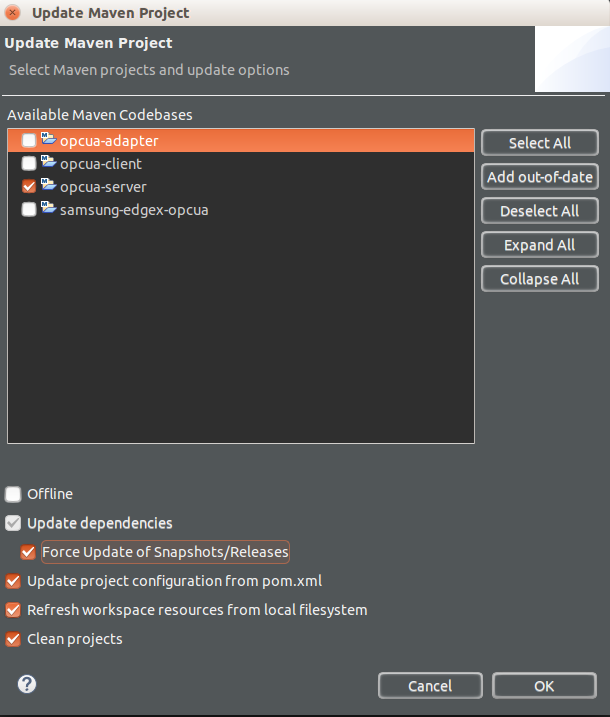 Update Maven Project
Update Maven Project
Select Maven projects and update options
Available Maven Codebases
opcua-adapter
opcua-client
opcua-server
samsung-edgex-opcua
Select All
Add out-of-date
Deselect All
Expand All
Collapse All
Offline
Update dependencies
Force Update of Snapshots/Releases
Update project configuration from pom.xml
Refresh workspace resources from local filesystem
Clean projects
?
Cancel
OK